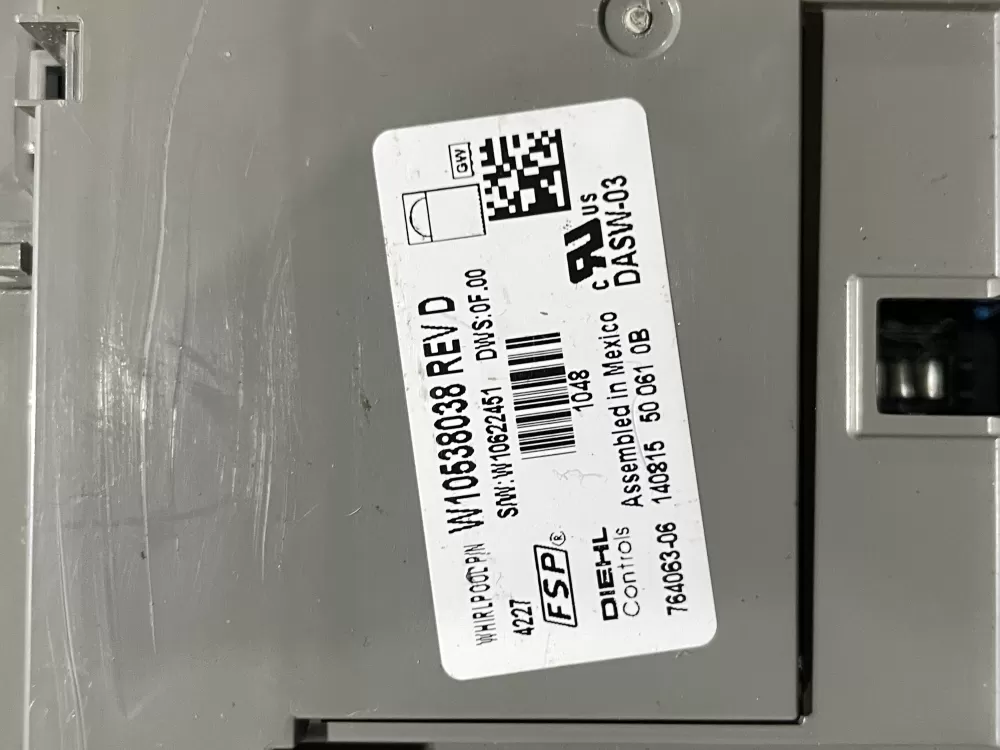 WHIRLPOOL P/N W10538038 REV D
4227 S/W: W10622451 DWS: 0F.00
GW
FSP®
1048
DIEHL
Controls
Assembled in Mexico
c UR US
DASW-03
764063-06 140815 50 061 0B